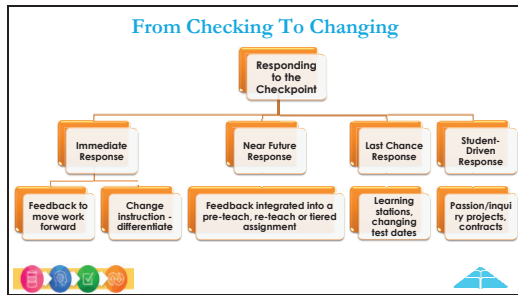 From Checking To Changing
Responding
to the
Checkpoint
Immediate
Response
Near Future
Response
Last Chance
Response
Student-
Driven
Response
Feedback to
move work
forward
Change
instruction -
differentiate
Feedback integrated into a
pre-teach, re-teach or tiered
assignment
Learning
stations,
changing
test dates
Passion/inqui
ry projects,
contracts